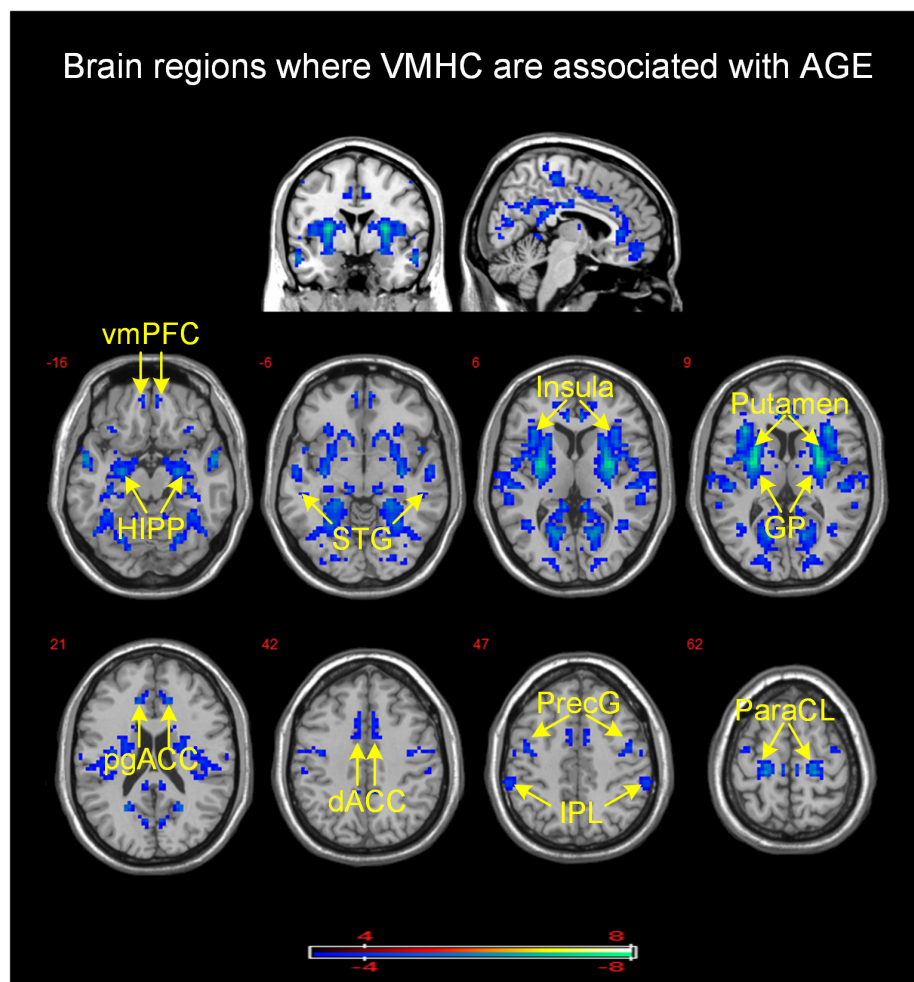 Brain regions where VMHC are associated with AGE
vmPFC
-16
-6
6
9
Insula
Putamen
HIPP
STG
GP
21
42
47
62
PrecG
ParaCL
pgACC
dACC
IPL
4
8
-4
-8